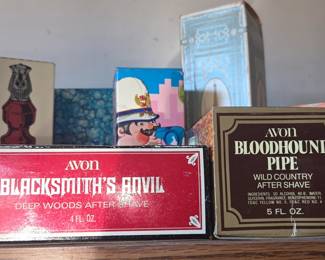 AVON
BLACKSMITH'S ANVIL
DEEP WOODS AFTER SHAVE
4 FL. OZ.
AVON
BLOODHOUND
PIPE
WILD COUNTRY
AFTER SHAVE
5 FL. OZ.